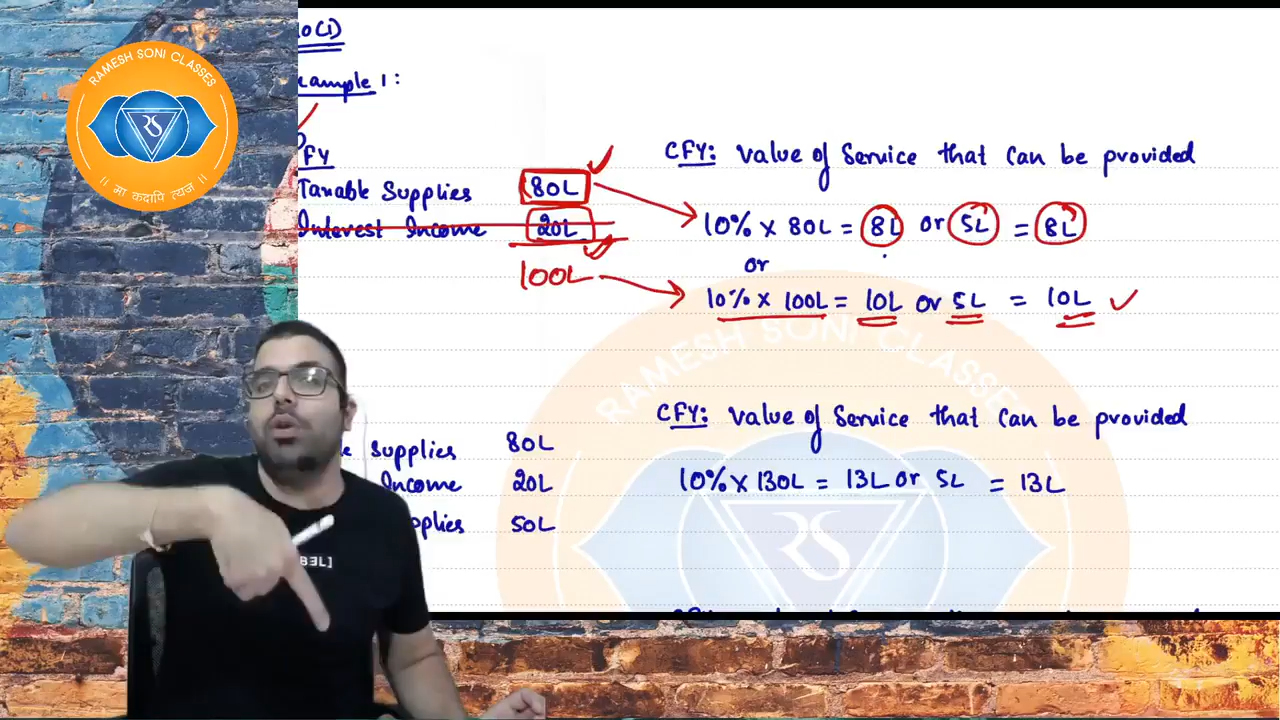 RAMESH SONI CLASSES
RS
।। मा कदापि त्यज ।।
0(1)
xample 1:
FY
Taxable Supplies 80L
Interest Income 20L
100L
CFY: Value of Service that can be provided
10% x 80L = 8L or 5L = 8L
or
10% x 100L = 10L or 5L = 10L
supplies 80L
Income 20L
pplies 50L
CFY: Value of Service that can be provided
10% x 130L = 13L or 5L = 13L
RAMESH SONI CLASSES
RS